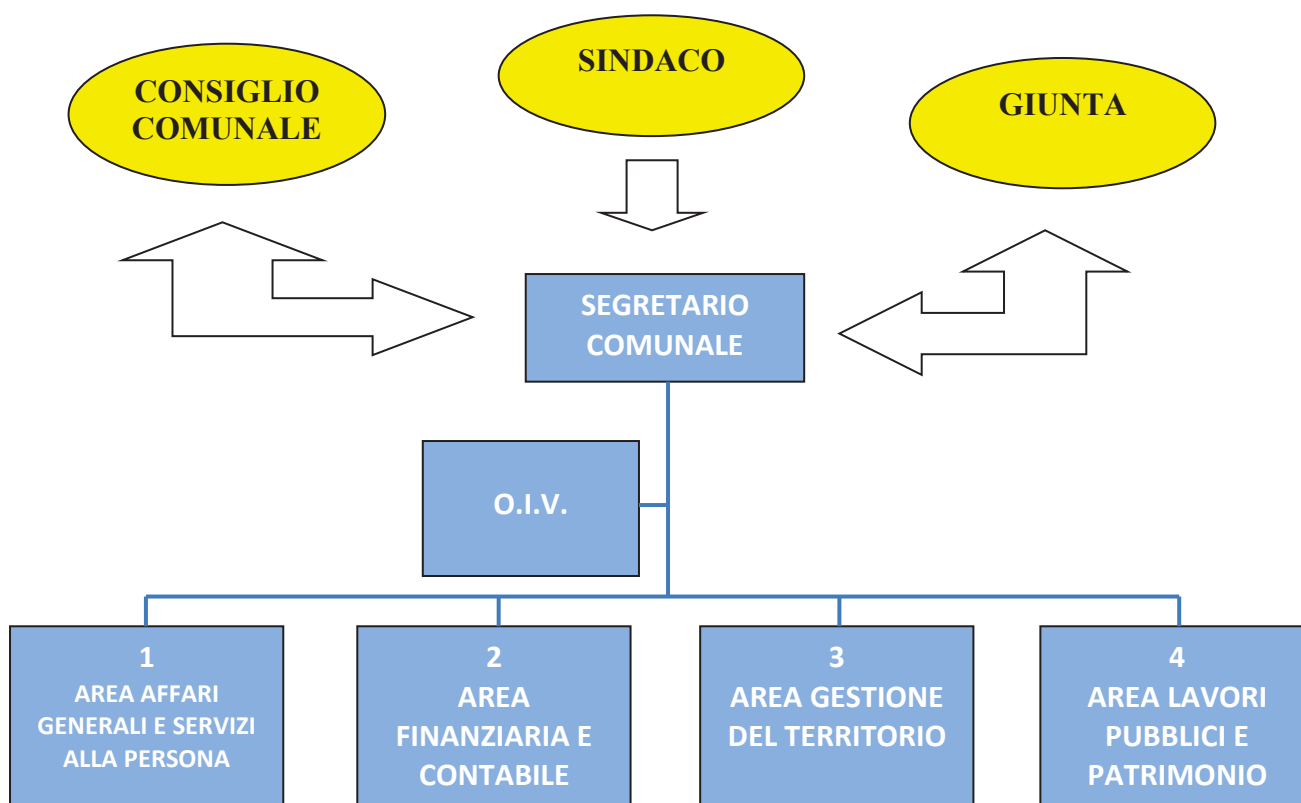 CONSIGLIO
COMUNALE
SINDACO
GIUNTA
SEGRETARIO
COMUNALE
O.I.V.
1
AREA AFFARI
GENERALI E SERVIZI
ALLA PERSONA
2
AREA
FINANZIARIA E
CONTABILE
3
AREA GESTIONE
DEL TERRITORIO
4
AREA LAVORI
PUBBLICI E
PATRIMONIO